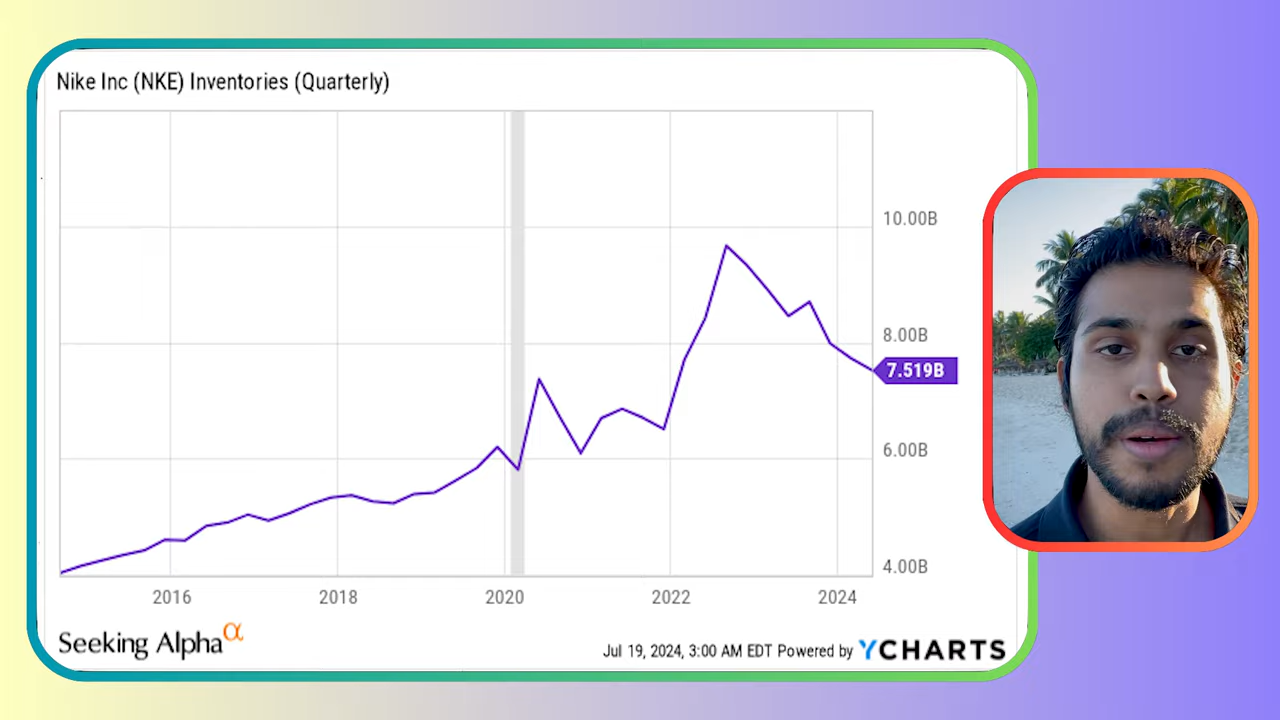 Nike Inc (NKE) Inventories (Quarterly)
10.00B
8.00B
7.519B
6.00B
4.00B
2016 2018 2020 2022 2024
Seeking Alphaα
Jul 19, 2024, 3:00 AM EDT Powered by YCHARTS